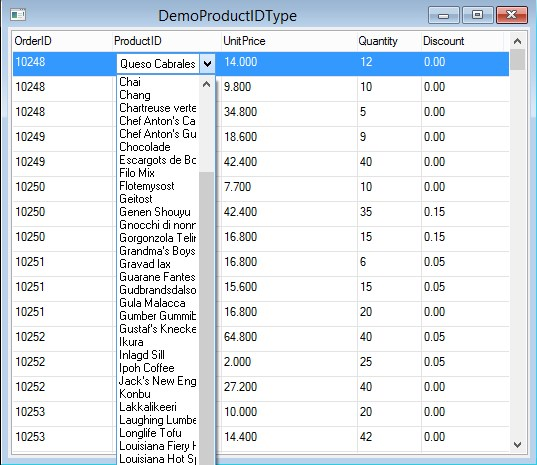 DemoProductIDType
OrderID ProductID UnitPrice Quantity Discount
10248 Queso Cabrales 14.000 12 0.00
10248 9.800 10 0.00
10248 34.800 5 0.00
10249 18.600 9 0.00
10249 42.400 40 0.00
10250 7.700 10 0.00
10250 42.400 35 0.15
10250 16.800 15 0.15
10251 16.800 6 0.05
10251 15.600 15 0.05
10251 16.800 20 0.00
10252 64.800 40 0.05
10252 2.000 25 0.05
10252 27.200 40 0.00
10253 10.000 20 0.00
10253 14.400 42 0.00
Chai
Chang
Chartreuse verte
Chef Anton's Ca
Chef Anton's Gu
Chocolade
Escargots de Bo
Filo Mix
Flotemysost
Geitost
Genen Shouyu
Gnocchi di nonn
Gorgonzola Telin
Grandma's Boys
Gravad lax
Guarane Fantes
Gudbrandsdalso
Gula Malacca
Gumber Gummib
Gustaf's Knecke
Ikura
Inlagd Sill
Ipoh Coffee
Jack's New Eng
Konbu
Lakkalikeeri
Laughing Lumbe
Longlife Tofu
Louisiana Fiery H
Louisiana Hot Sp